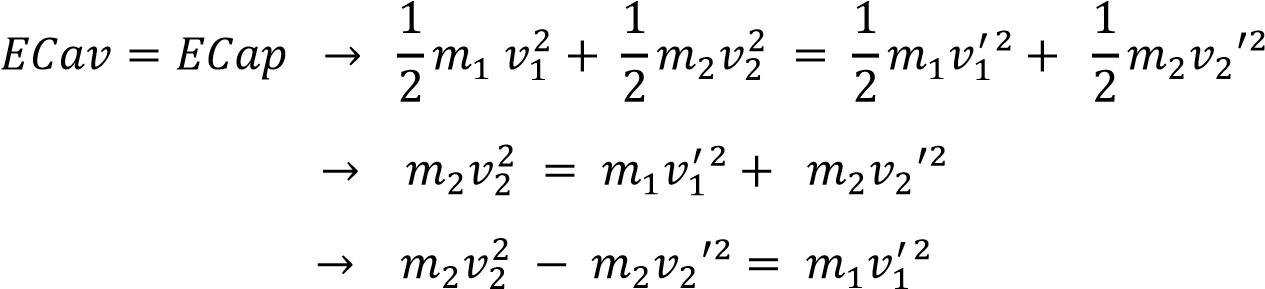 ECav = ECap → 1/2 m₁ v₁² + 1/2 m₂v₂² = 1/2 m₁v₁′² + 1/2 m₂v₂′²
→ m₂v₂² = m₁v₁′² + m₂v₂′²
→ m₂v₂² − m₂v₂′² = m₁v₁′²